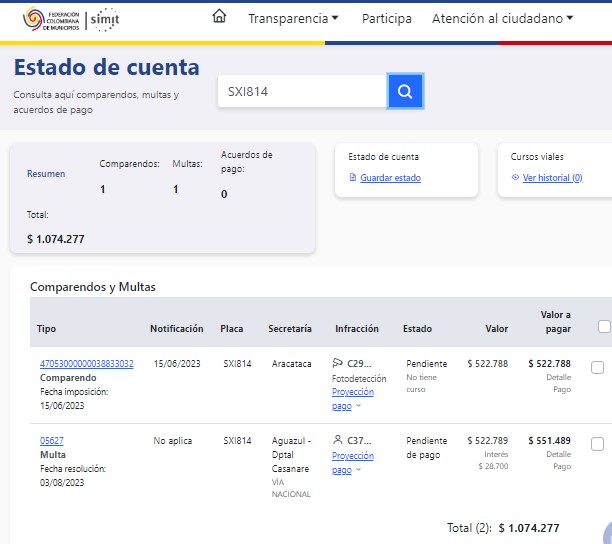 FEDERACIÓN
COLOMBIANA
DE MUNICIPIOS
simit
Transparencia
Participa
Atención al ciudadano
Estado de cuenta
Consulta aquí comparendos, multas y
acuerdos de pago
SXI814
Resumen
Comparendos:
1
Multas:
1
Acuerdos de
pago:
0
Total:
$ 1.074.277
Estado de cuenta
Guardar estado
Cursos viales
Ver historial (0)
Comparendos y Multas
Tipo Notificación Placa Secretaría Infracción Estado Valor Valor a
pagar
47053000000038833032 15/06/2023 SXI814 Aracataca C29... Pendiente $ 522.788 $ 522.788
Comparendo Fotodetección No tiene Detalle
Fecha imposición: Proyección curso Pago
15/06/2023 pago
05627 No aplica SXI814 Aguazul - C37... Pendiente $ 522.789 $ 551.489
Multa Dptal Proyección de pago Interés Detalle
Fecha resolución: Casanare pago $ 28.700 Pago
03/08/2023 VÍA
NACIONAL
Total (2): $ 1.074.277